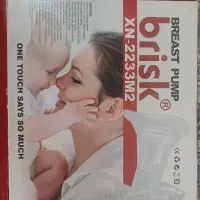 BREAST PUMP
brisk®
XN-2233M2
ONE TOUCH SAYS SO MUCH